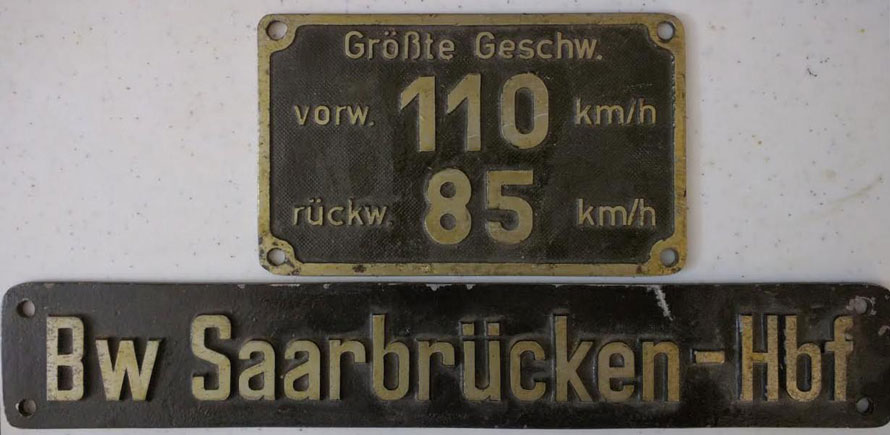 Größte Geschw.
vorw. 110 km/h
rückw. 85 km/h
Bw Saarbrücken-Hbf